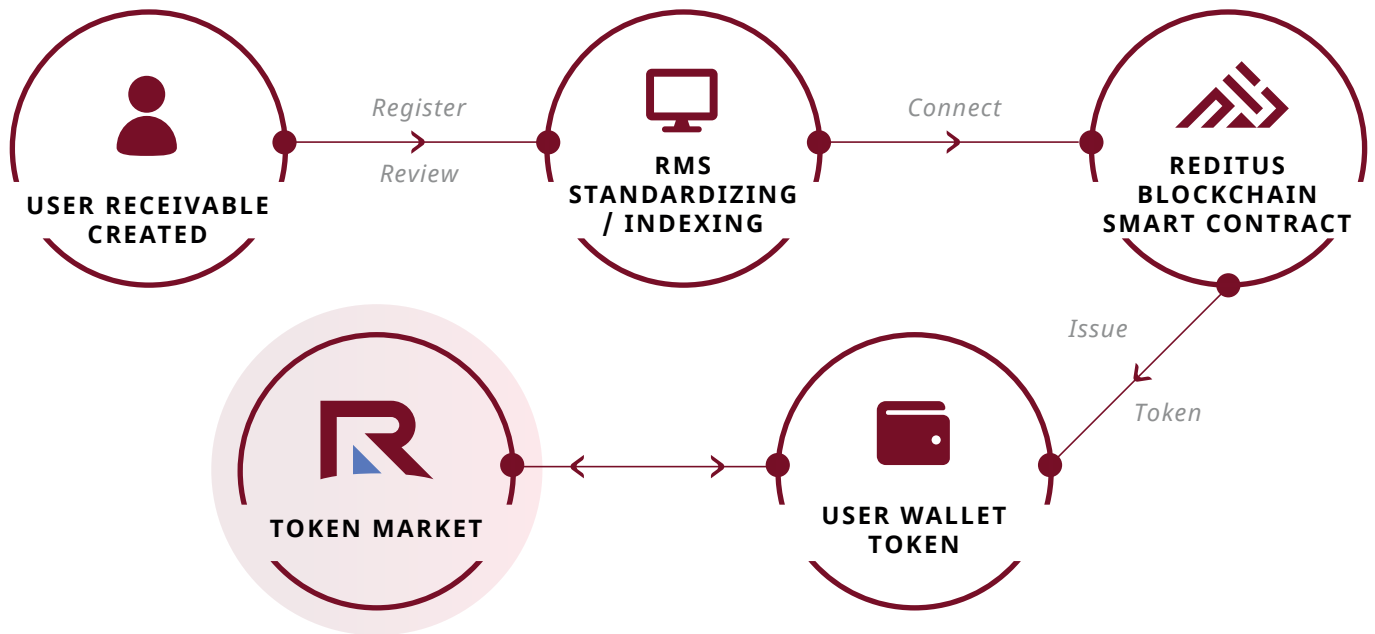 Register
Review
Connect
USER RECEIVABLE
CREATED
RMS
STANDARDIZING
/ INDEXING
REDITUS
BLOCKCHAIN
SMART CONTRACT
Issue
Token
TOKEN MARKET
USER WALLET
TOKEN